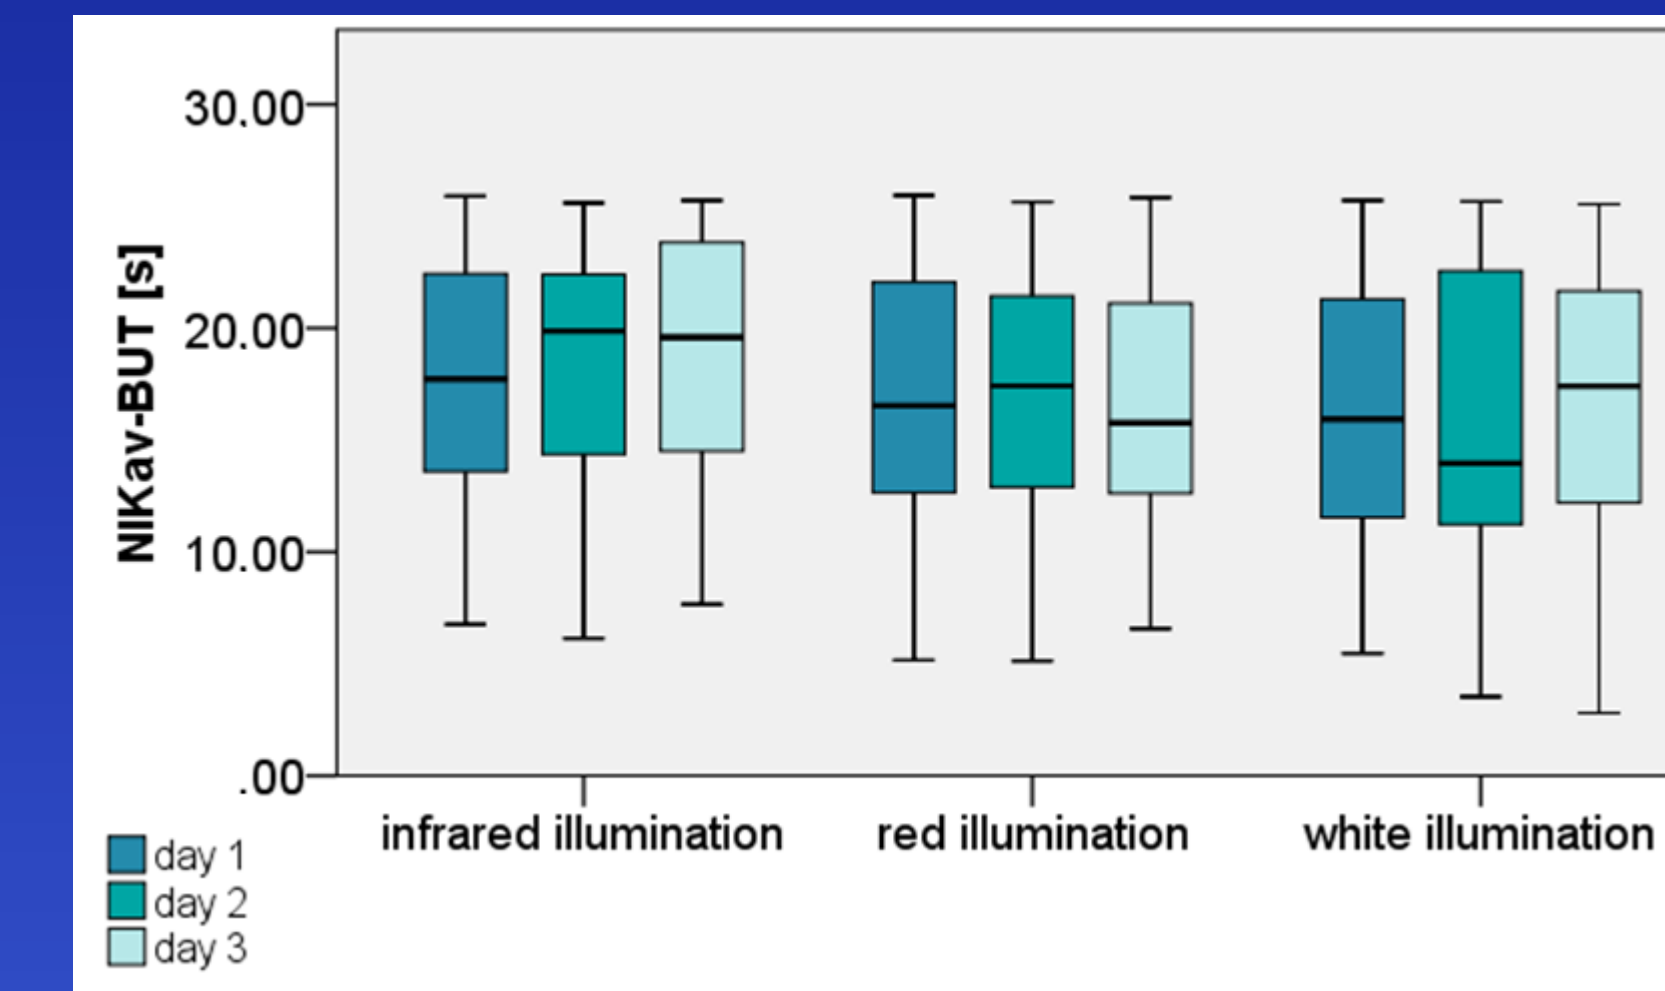 NIKav-BUT [s]
30.00
20.00
10.00
.00
infrared illumination
red illumination
white illumination
day 1
day 2
day 3